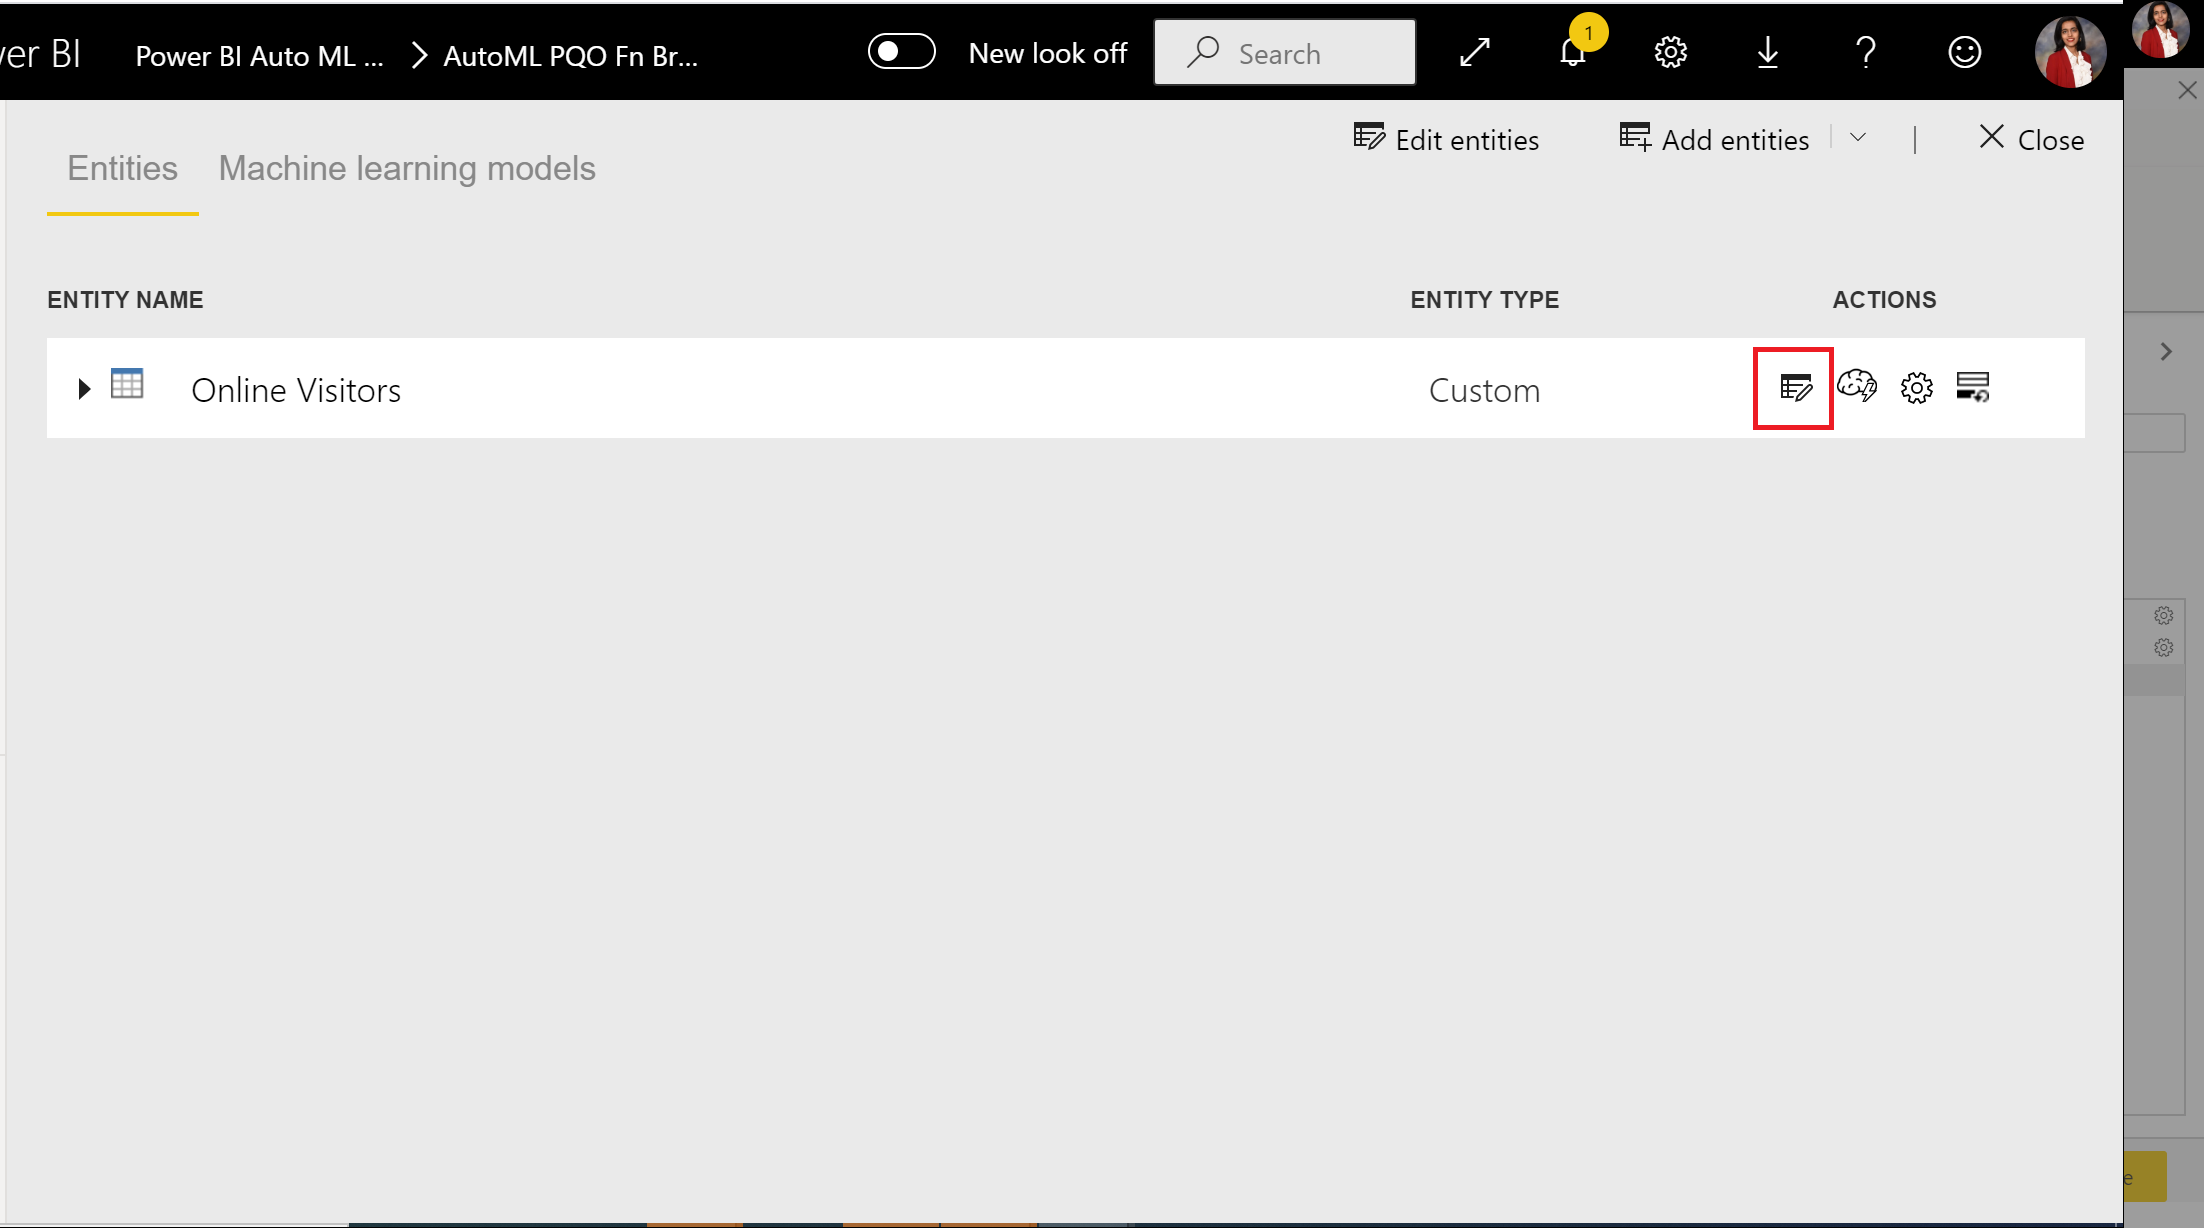 er BI Power BI Auto ML ... AutoML PQO Fn Br... New look off Search 1
Edit entities Add entities Close
Entities Machine learning models
ENTITY NAME ENTITY TYPE ACTIONS
Online Visitors Custom
e